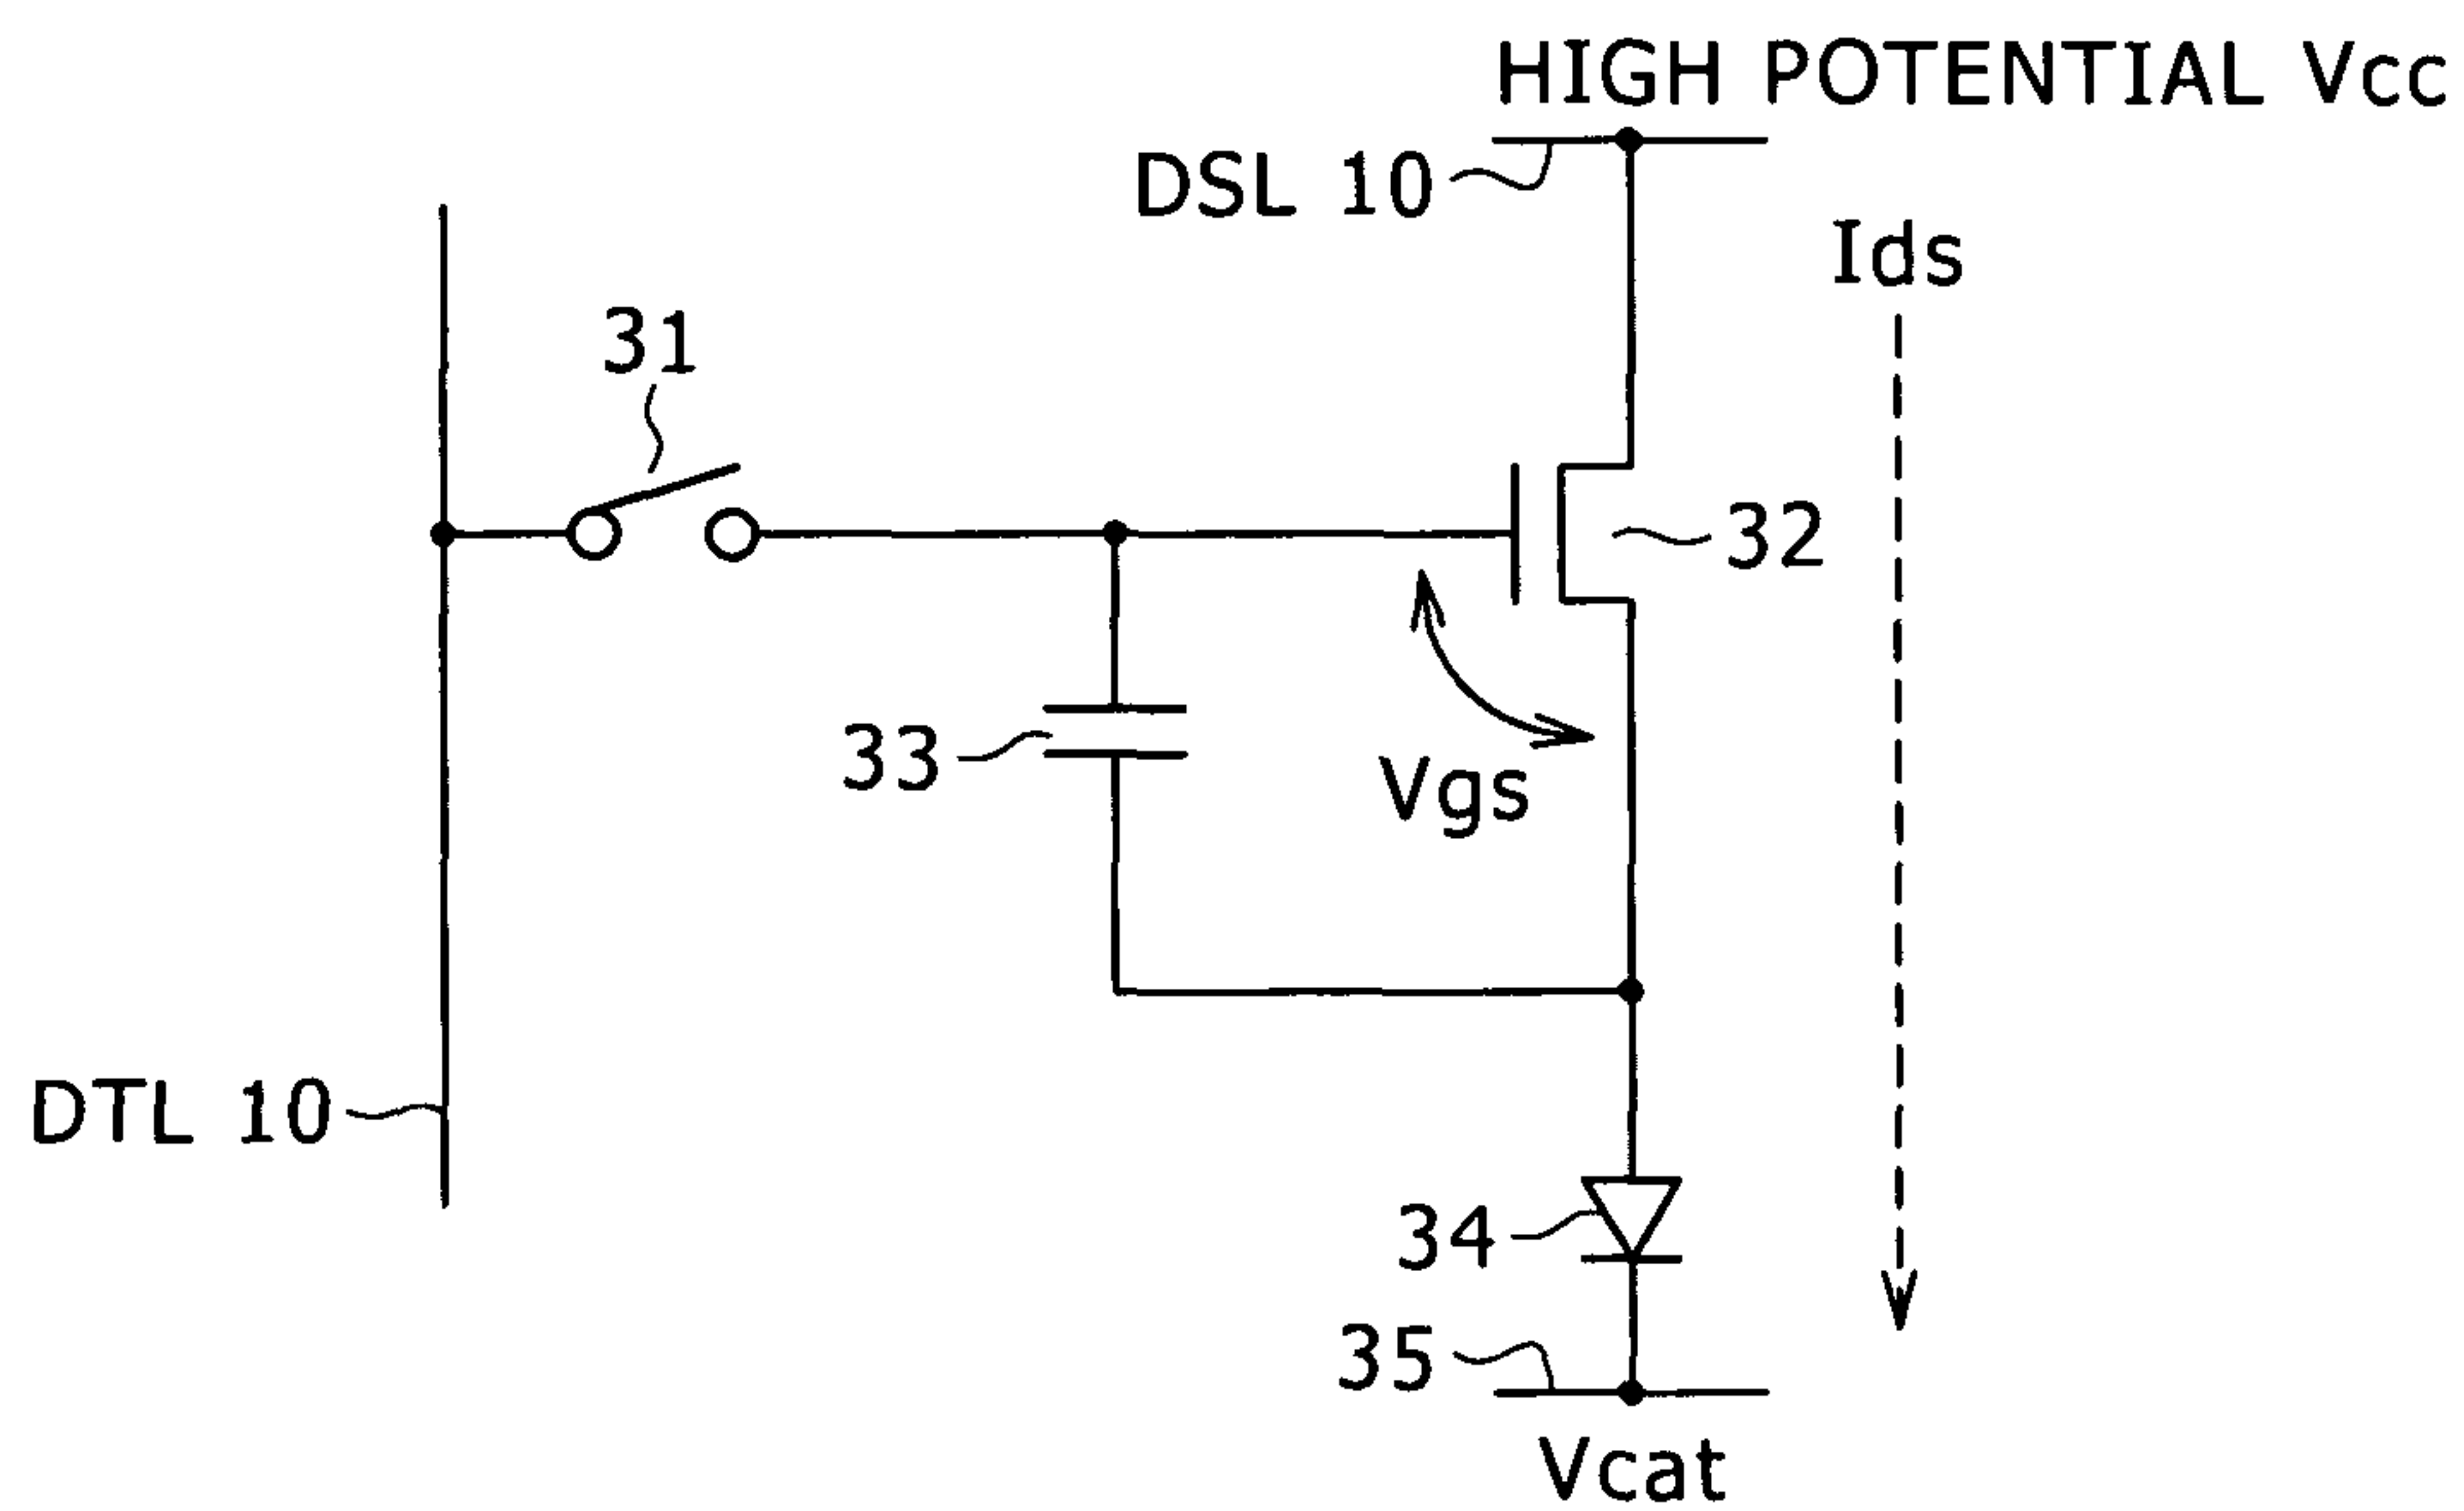 HIGH POTENTIAL Vcc
DSL 10
Ids
31
32
33
Vgs
DTL 10
34
35
Vcat